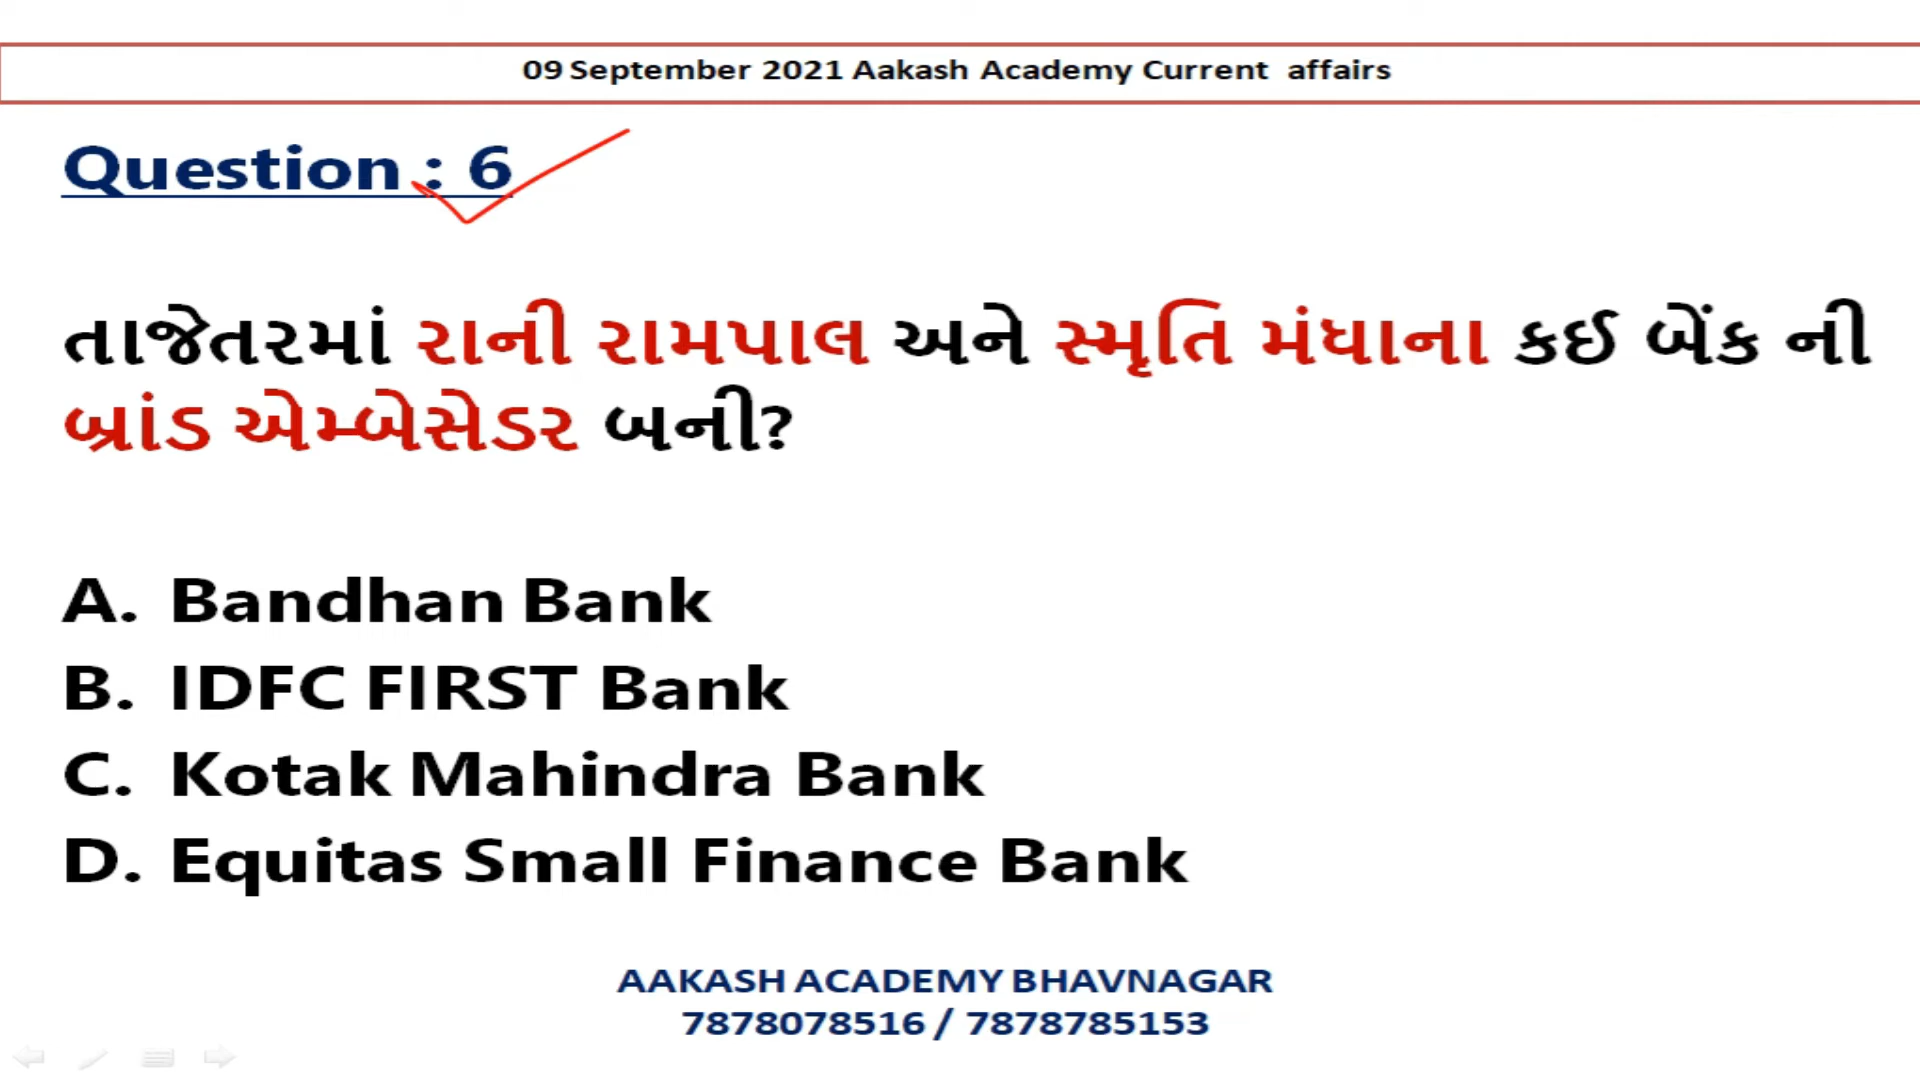 09 September 2021 Aakash Academy Current affairs
Question : 6
તાજેતરમાં રાની રામપાલ અને સ્મૃતિ મંધાના કઈ બેંક ની
બ્રાંડ એમ્બેસેડર બની?
A. Bandhan Bank
B. IDFC FIRST Bank
C. Kotak Mahindra Bank
D. Equitas Small Finance Bank
AAKASH ACADEMY BHAVNAGAR
7878078516 / 7878785153